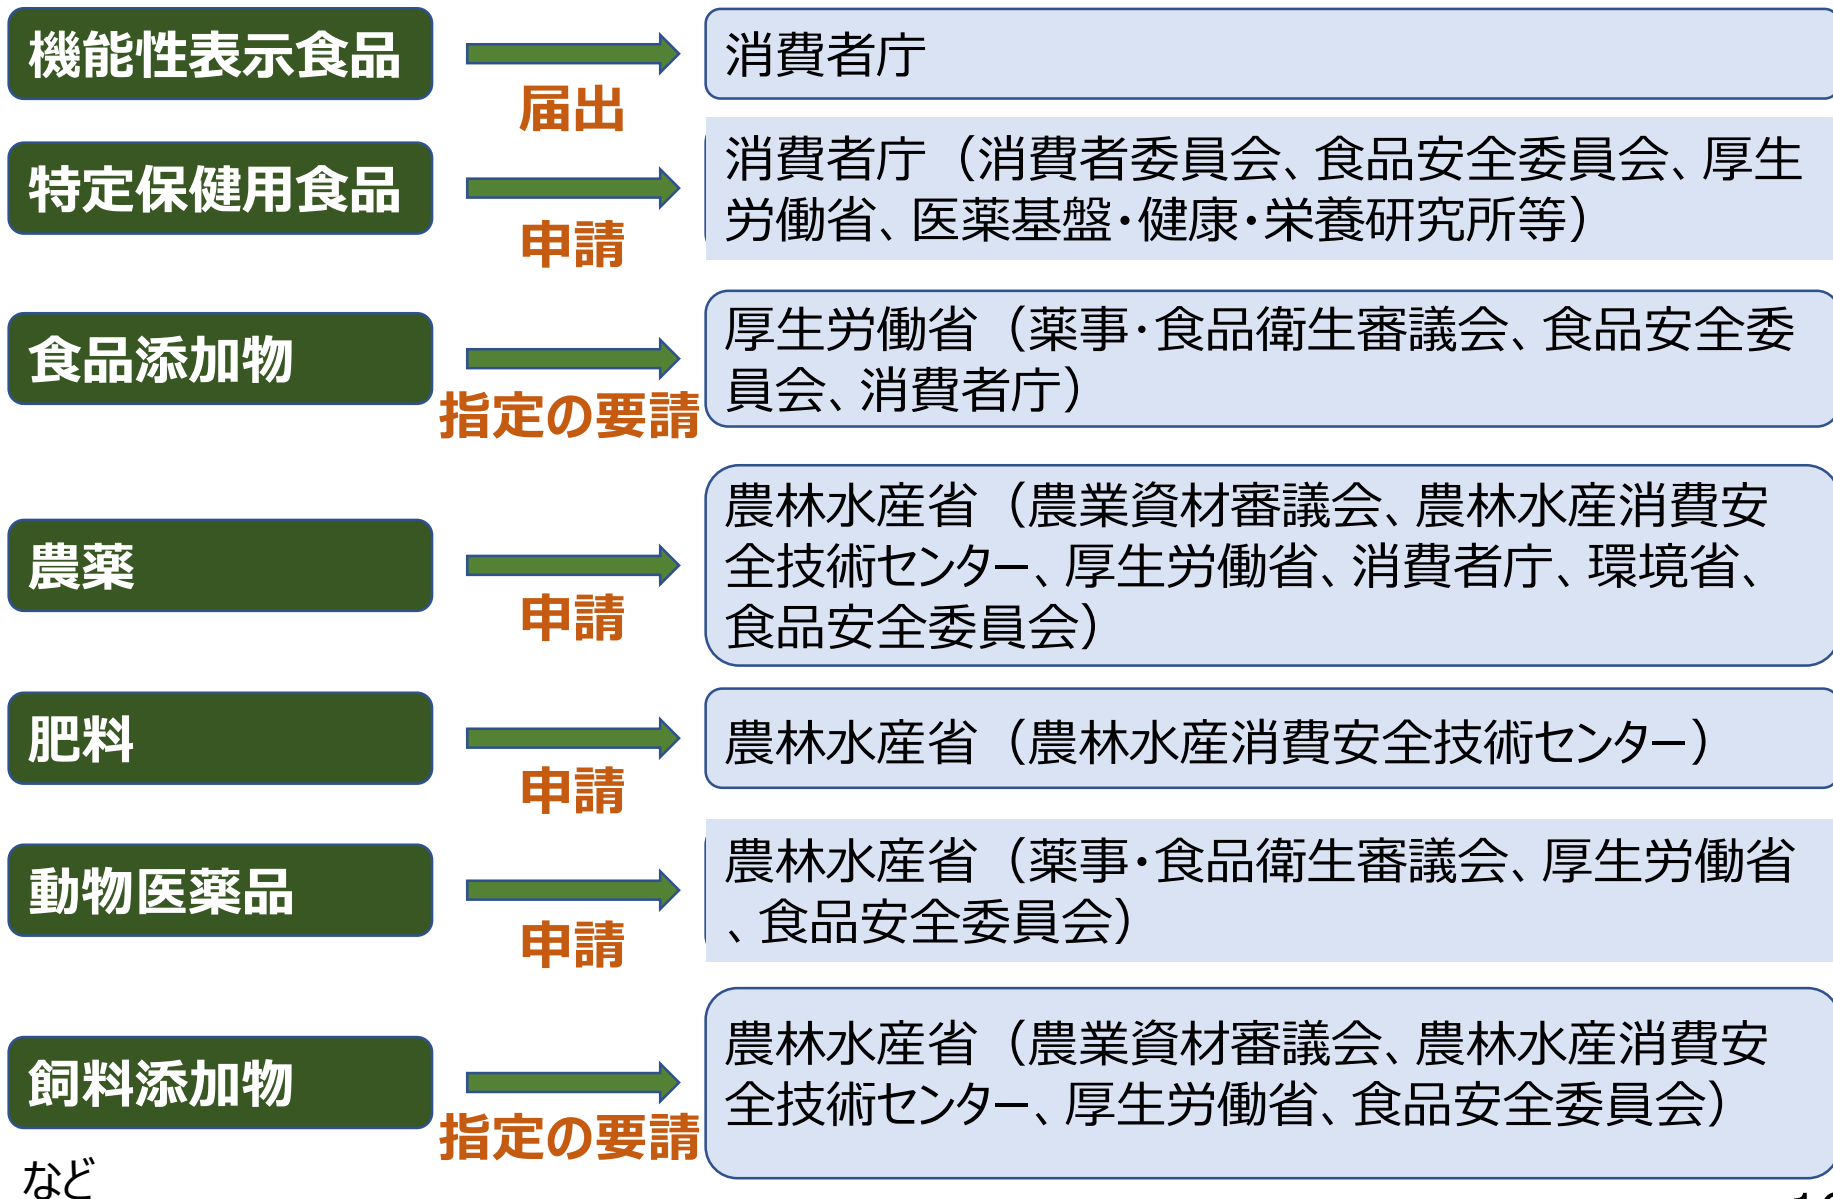 機能性表示食品
届出
消費者庁
特定保健用食品
申請
消費者庁（消費者委員会、食品安全委員会、厚生
労働省、医薬基盤・健康・栄養研究所等）
食品添加物
指定の要請
厚生労働省（薬事・食品衛生審議会、食品安全委
員会、消費者庁）
農薬
申請
農林水産省（農業資材審議会、農林水産消費安
全技術センター、厚生労働省、消費者庁、環境省、
食品安全委員会）
肥料
申請
農林水産省（農林水産消費安全技術センター）
動物医薬品
申請
農林水産省（薬事・食品衛生審議会、厚生労働省
、食品安全委員会）
飼料添加物
指定の要請
農林水産省（農業資材審議会、農林水産消費安
全技術センター、厚生労働省、食品安全委員会）
など